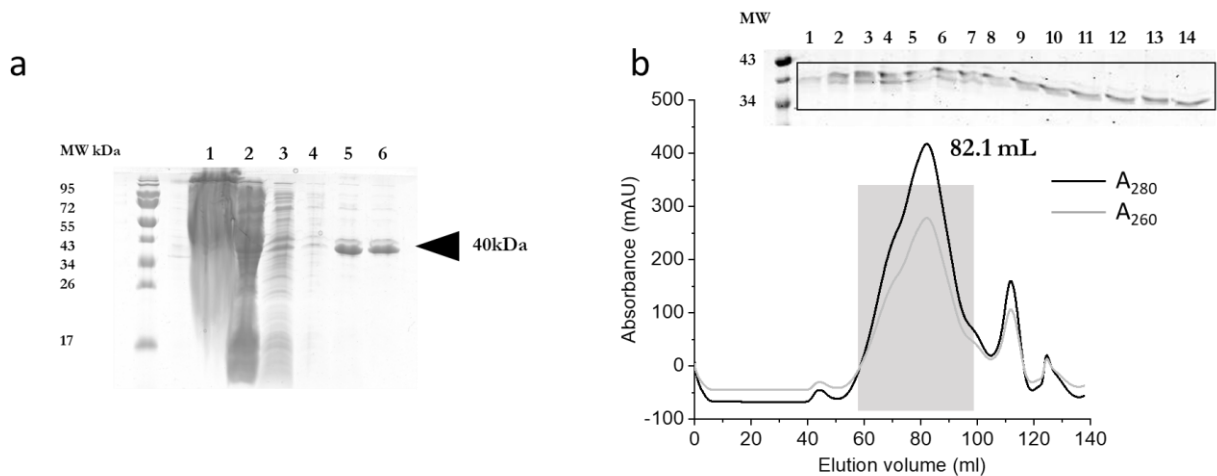 a
MW kDa 1 2 3 4 5 6
95
72
55
43
34
26
17
40kDa
b
MW
1 2 3 4 5 6 7 8 9 10 11 12 13 14
43
34
82.1 mL
A280
A260
Absorbance (mAU)
500
400
300
200
100
0
-100
0 20 40 60 80 100 120 140
Elution volume (ml)